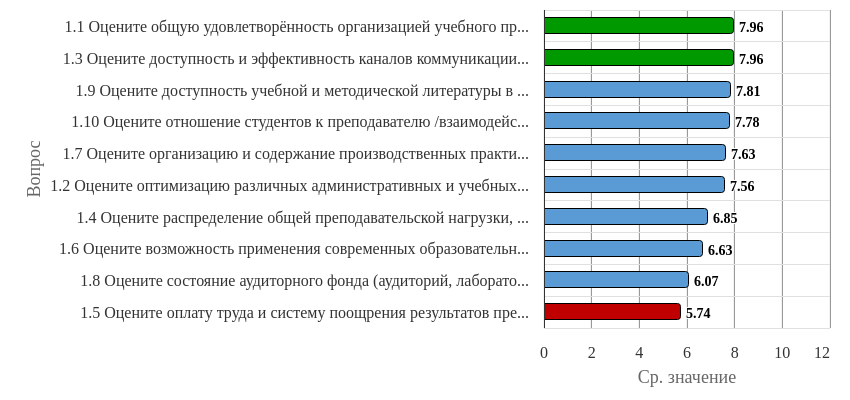 1.1 Оцените общую удовлетворённость организацией учебного пр... 7.96
1.3 Оцените доступность и эффективность каналов коммуникации... 7.96
1.9 Оцените доступность учебной и методической литературы в ... 7.81
1.10 Оцените отношение студентов к преподавателю /взаимодейс... 7.78
1.7 Оцените организацию и содержание производственных практи... 7.63
1.2 Оцените оптимизацию различных административных и учебных... 7.56
1.4 Оцените распределение общей преподавательской нагрузки, ... 6.85
1.6 Оцените возможность применения современных образовательн... 6.63
1.8 Оцените состояние аудиторного фонда (аудиторий, лаборато... 6.07
1.5 Оцените оплату труда и систему поощрения результатов пре... 5.74
Вопрос
0 2 4 6 8 10 12
Ср. значение